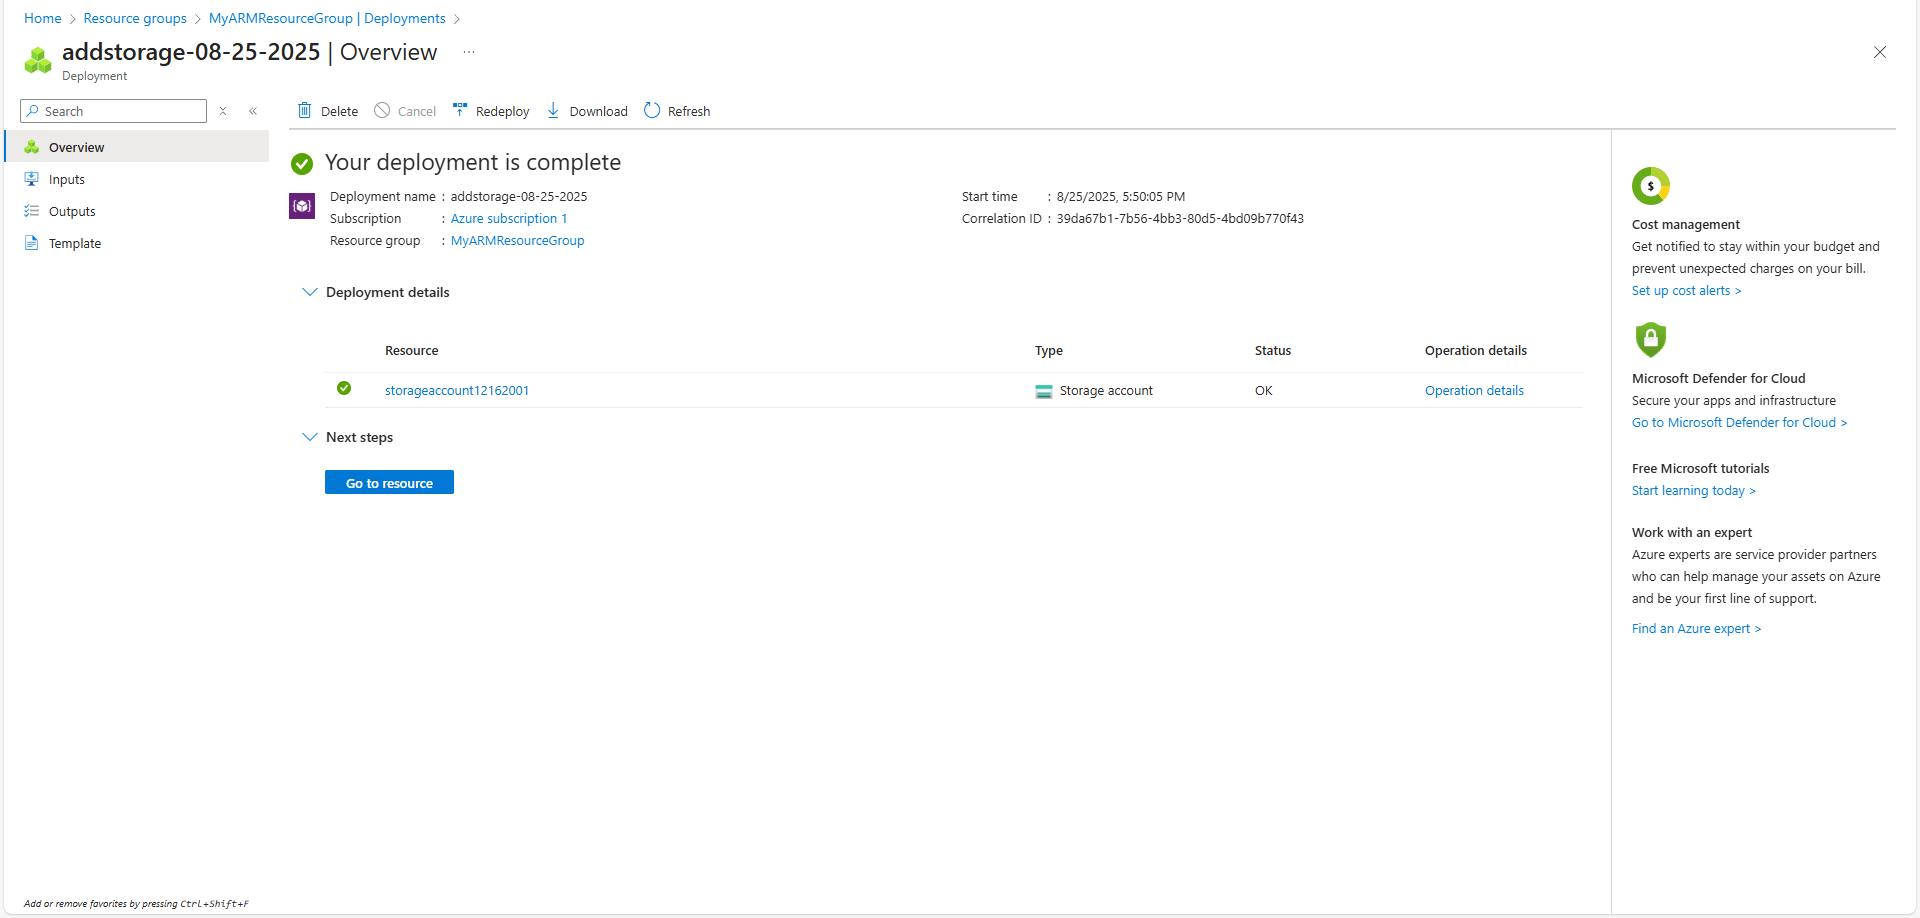 Home > Resource groups > MyARMResourceGroup | Deployments >
addstorage-08-25-2025 | Overview ...
Deployment
Search
Overview
Inputs
Outputs
Template
Delete Cancel Redeploy Download Refresh
Your deployment is complete
Deployment name : addstorage-08-25-2025
Subscription : Azure subscription 1
Resource group : MyARMResourceGroup
Start time : 8/25/2025, 5:50:05 PM
Correlation ID : 39da67b1-7b56-4bb3-80d5-4bd09b770f43
Deployment details
Resource Type Status Operation details
storageaccount12162001 Storage account OK Operation details
Next steps
Go to resource
$
Cost management
Get notified to stay within your budget and
prevent unexpected charges on your bill.
Set up cost alerts >
Microsoft Defender for Cloud
Secure your apps and infrastructure
Go to Microsoft Defender for Cloud >
Free Microsoft tutorials
Start learning today >
Work with an expert
Azure experts are service provider partners
who can help manage your assets on Azure
and be your first line of support.
Find an Azure expert >
Add or remove favorites by pressing Ctrl+Shift+F